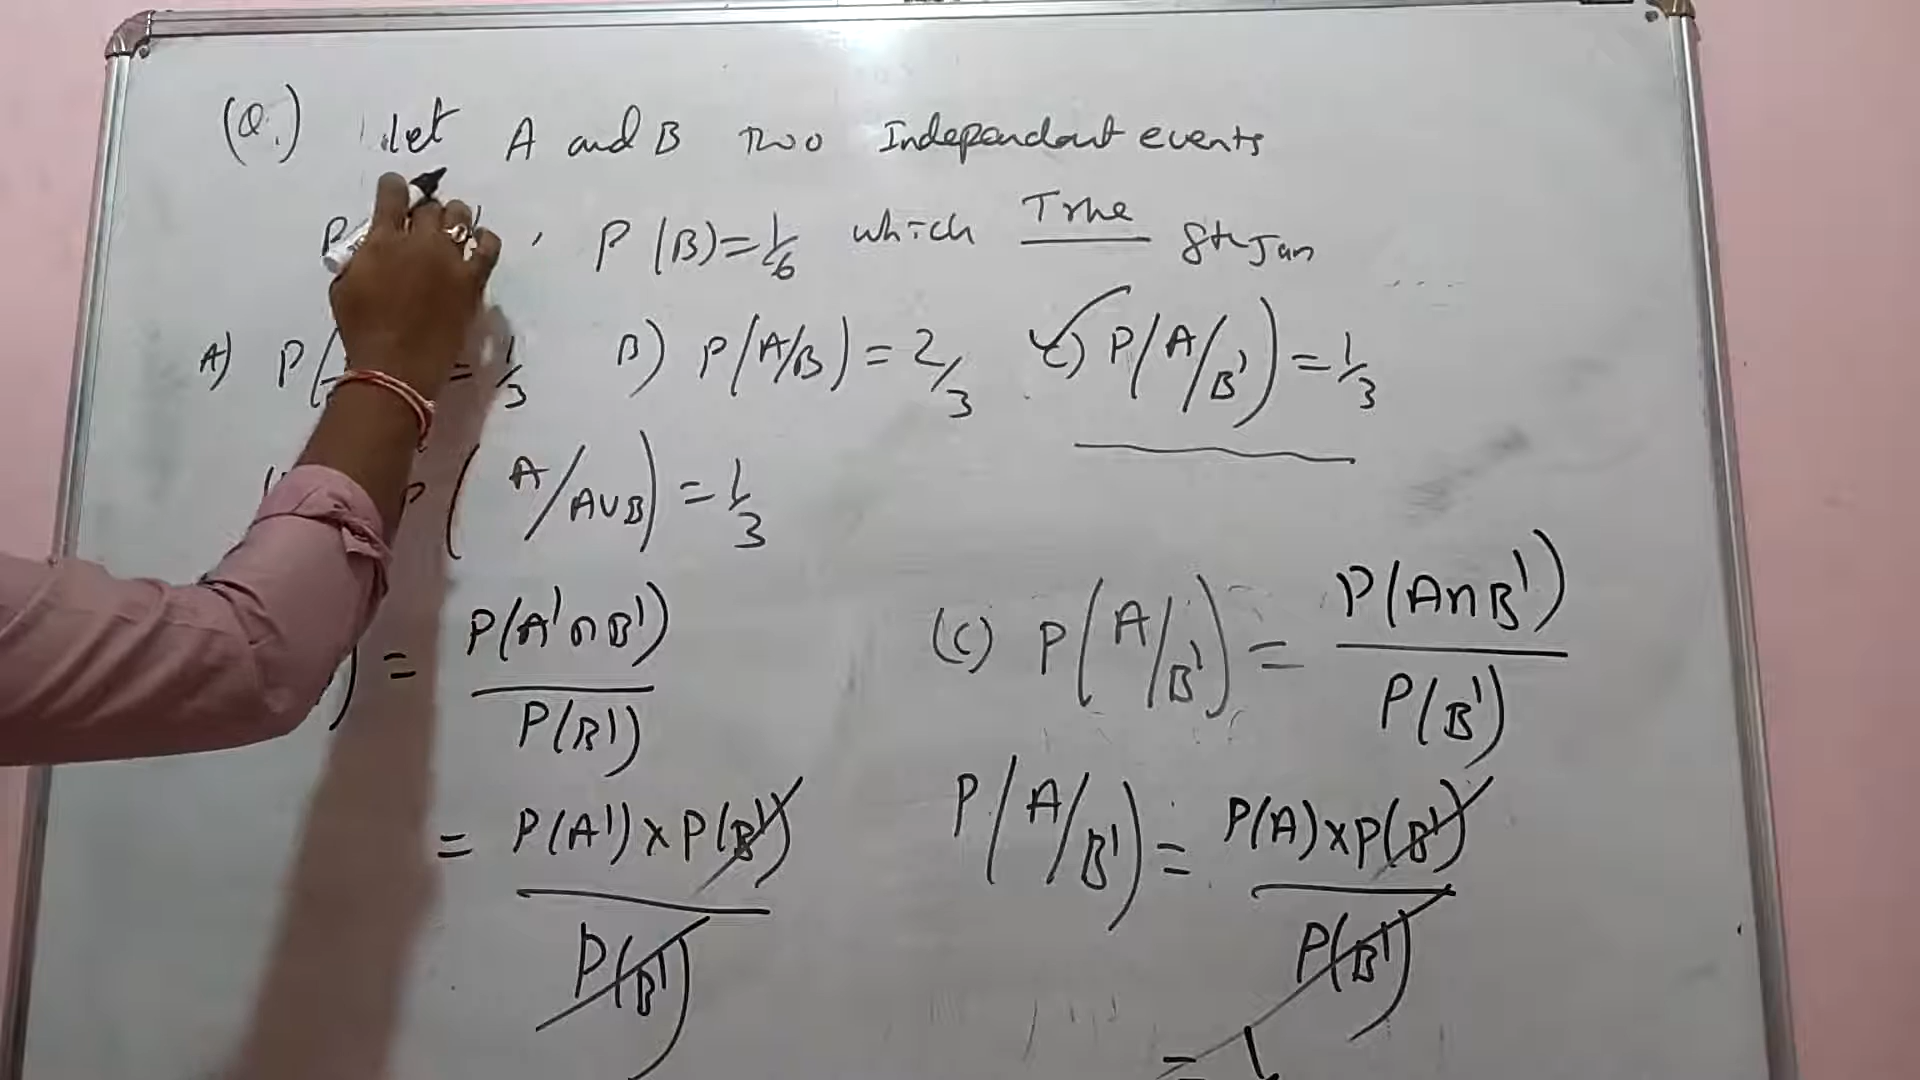 (Q.) Let A and B two Independent events
P , P(B)=1/6 which True 8th Jan
A) P( = 1/3 B) P(A/B) = 2/3 C) P(A/B') = 1/3
P(A/A∪B) = 1/3
) = P(A'∩B') / P(B') (C) P(A/B') = P(A∩B') / P(B')
= P(A')×P(B') / P(B') P(A/B') = P(A)×P(B') / P(B')
= 1